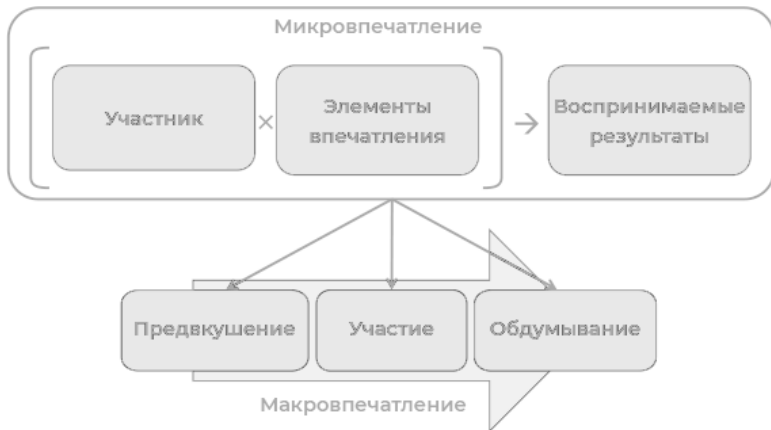 Микровпечатление
Участник
×
Элементы
впечатления
Воспринимаемые
результаты
Предвкушение
Участие
Обдумывание
Макровпечатление